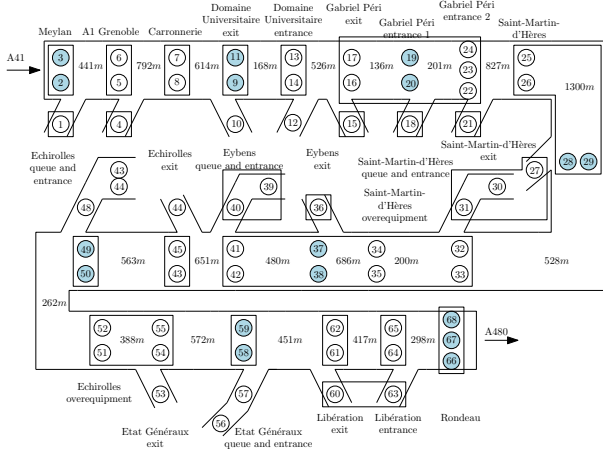 Domaine
Universitaire
exit
Domaine
Universitaire
entrance
Gabriel Péri
exit
Gabriel Péri
entrance 1
Gabriel Péri
entrance 2
Saint-Martin-
d'Hères
Meylan
A1 Grenoble
Carronnerie
A41
3
2
441m
6
5
792m
7
8
614m
11
9
168m
13
14
526m
17
16
136m
19
20
201m
24
23
22
827m
25
26
1300m
1
4
10
12
15
18
21
28
29
27
Echirolles
queue and
entrance
43
44
48
Echirolles
exit
44
Eybens
queue and entrance
39
40
Eybens
exit
36
Saint-Martin-d'Hères
queue and entrance
Saint-
Martin-
d'Hères
overequipment
Saint-Martin-d'Hères
exit
30
31
49
50
563m
45
43
651m
41
42
480m
37
38
686m
34
35
200m
32
33
528m
262m
52
51
388m
55
54
572m
59
58
451m
62
61
417m
65
64
298m
68
67
66
A480
Echirolles
overequipment
53
Etat Généraux
exit
56
57
Etat Généraux
queue and entrance
60
Libération
exit
63
Libération
entrance
Rondeau